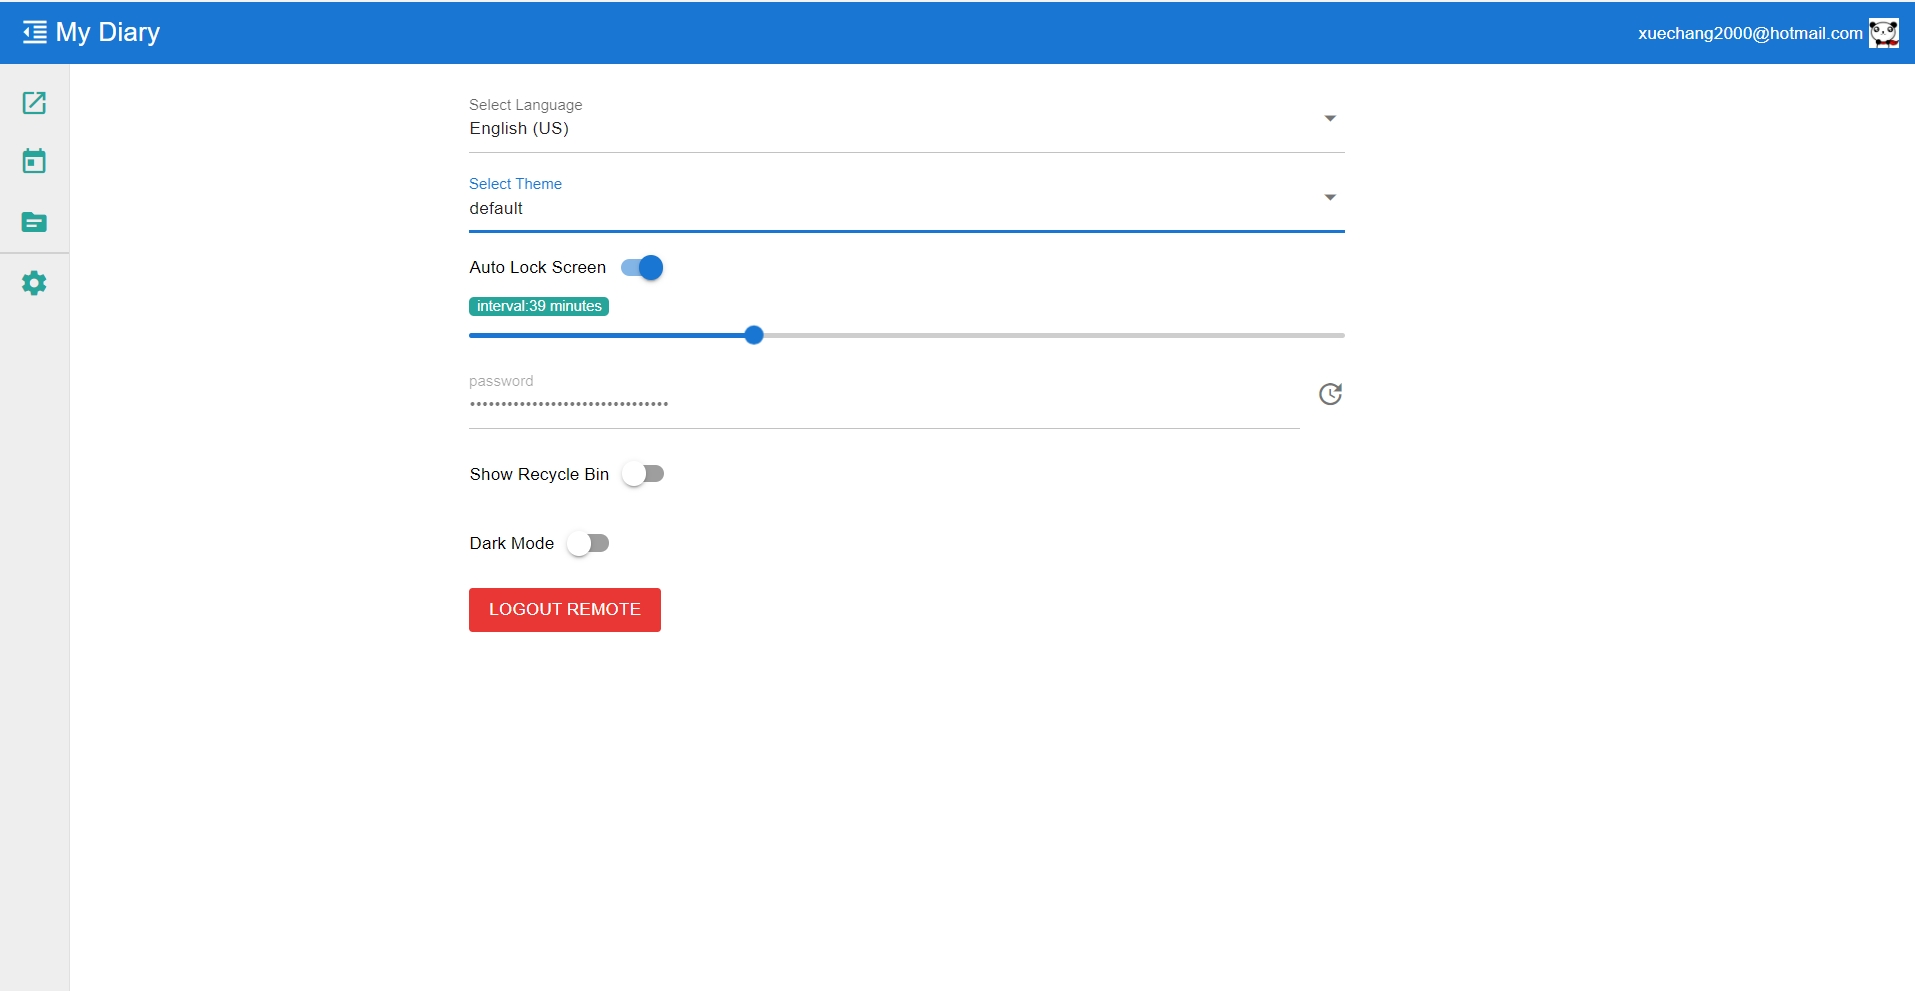 My Diary
xuechang2000@hotmail.com
Select Language
English (US)
Select Theme
default
Auto Lock Screen
interval:39 minutes
password
••••••••••••••••••••••••••••••••
Show Recycle Bin
Dark Mode
LOGOUT REMOTE